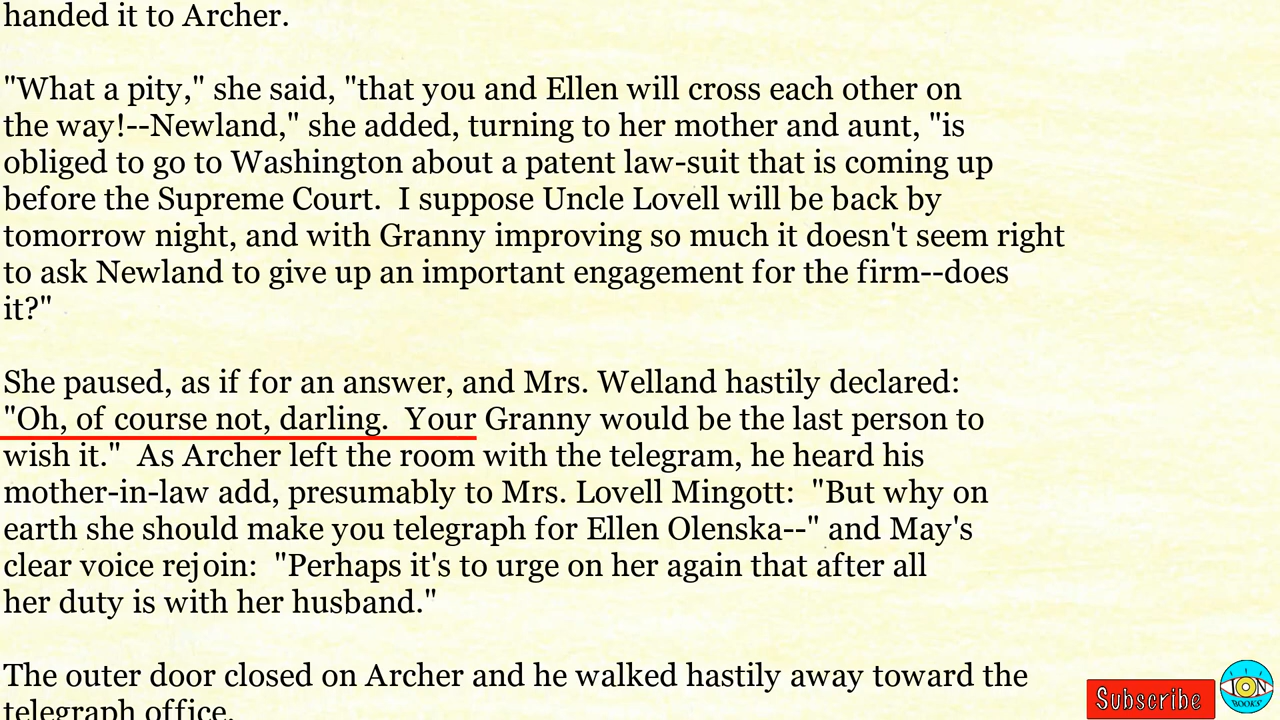 handed it to Archer.
"What a pity," she said, "that you and Ellen will cross each other on
the way!--Newland," she added, turning to her mother and aunt, "is
obliged to go to Washington about a patent law-suit that is coming up
before the Supreme Court.  I suppose Uncle Lovell will be back by
tomorrow night, and with Granny improving so much it doesn't seem right
to ask Newland to give up an important engagement for the firm--does
it?"
She paused, as if for an answer, and Mrs. Welland hastily declared:
"Oh, of course not, darling.  Your Granny would be the last person to
wish it."  As Archer left the room with the telegram, he heard his
mother-in-law add, presumably to Mrs. Lovell Mingott:  "But why on
earth she should make you telegraph for Ellen Olenska--" and May's
clear voice rejoin:  "Perhaps it's to urge on her again that after all
her duty is with her husband."
The outer door closed on Archer and he walked hastily away toward the
telegraph office.
Subscribe
ION
BOOKS